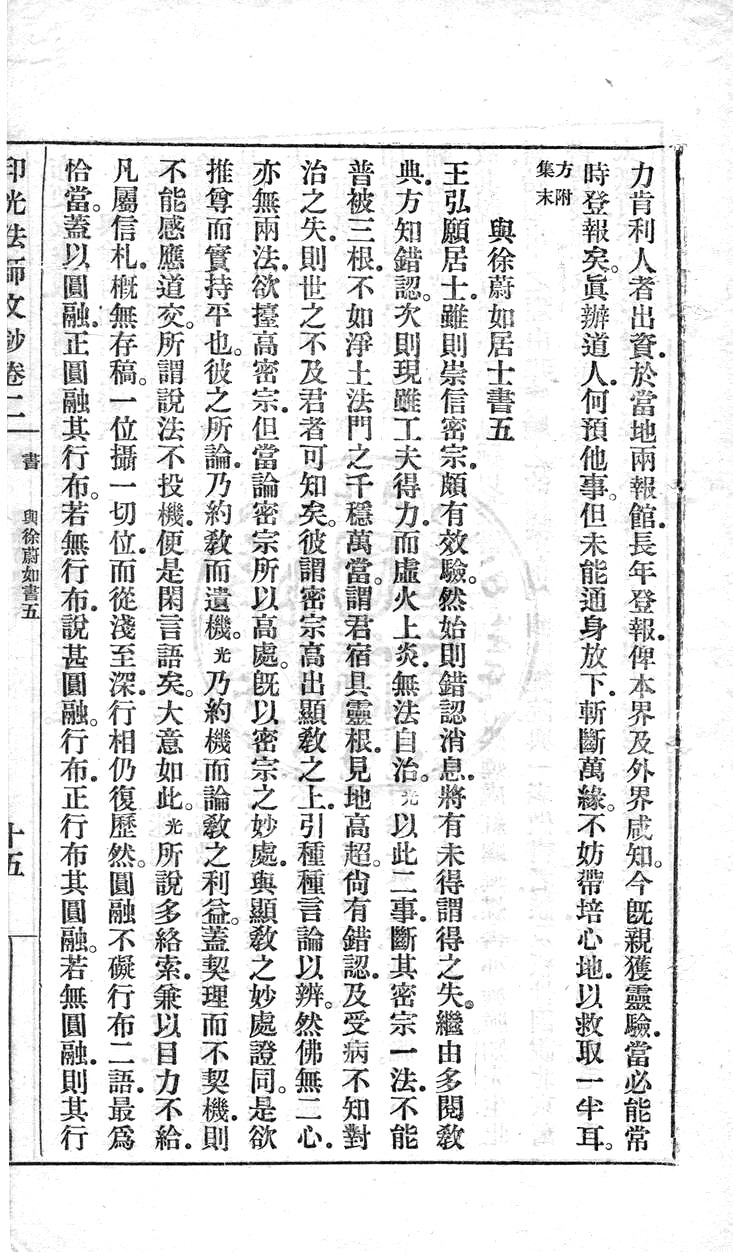 力肯利人者出資.於當地兩報館.長年登報.俾本界及外界咸知。今旣親獲靈驗.當必能常
時登報矣。眞辦道人.何預他事。但未能通身放下.斬斷萬緣。不妨帶培心地.以救取一半耳。
方附
集末
與徐蔚如居士書五
王弘願居士.雖則崇信密宗.頗有效驗。然始則錯認消息.將有未得謂得之失。繼由多閱敎
典.方知錯認。次則現雖工夫得力.而虛火上炎.無法自治。光以此二事.斷其密宗一法.不能
普被三根.不如淨土法門之千穩萬當。謂君宿具靈根.見地高超。尙有錯認.及受病不知對
治之失.則世之不及君者可知矣。彼謂密宗高出顯敎之上.引種種言論以辨。然佛無二心.
亦無兩法.欲擡高密宗.但當論密宗所以高處。旣以密宗之妙處.與顯敎之妙處證同。是欲
推尊而實持平也。彼之所論.乃約敎而遺機。光乃約機而論敎之利益。蓋契理而不契機.則
不能感應道交。所謂說法不投機.便是閑言語矣。大意如此。光所說多絡索.兼以目力不給.
凡屬信札.槪無存稿。一位攝一切位.而從淺至深.行相仍復歷然。圓融不礙行布二語.最爲
恰當。蓋以圓融.正圓融其行布。若無行布.說甚圓融。行布.正行布其圓融。若無圓融.則其行
印光法師文鈔卷二
書
與徐蔚如書五
十五